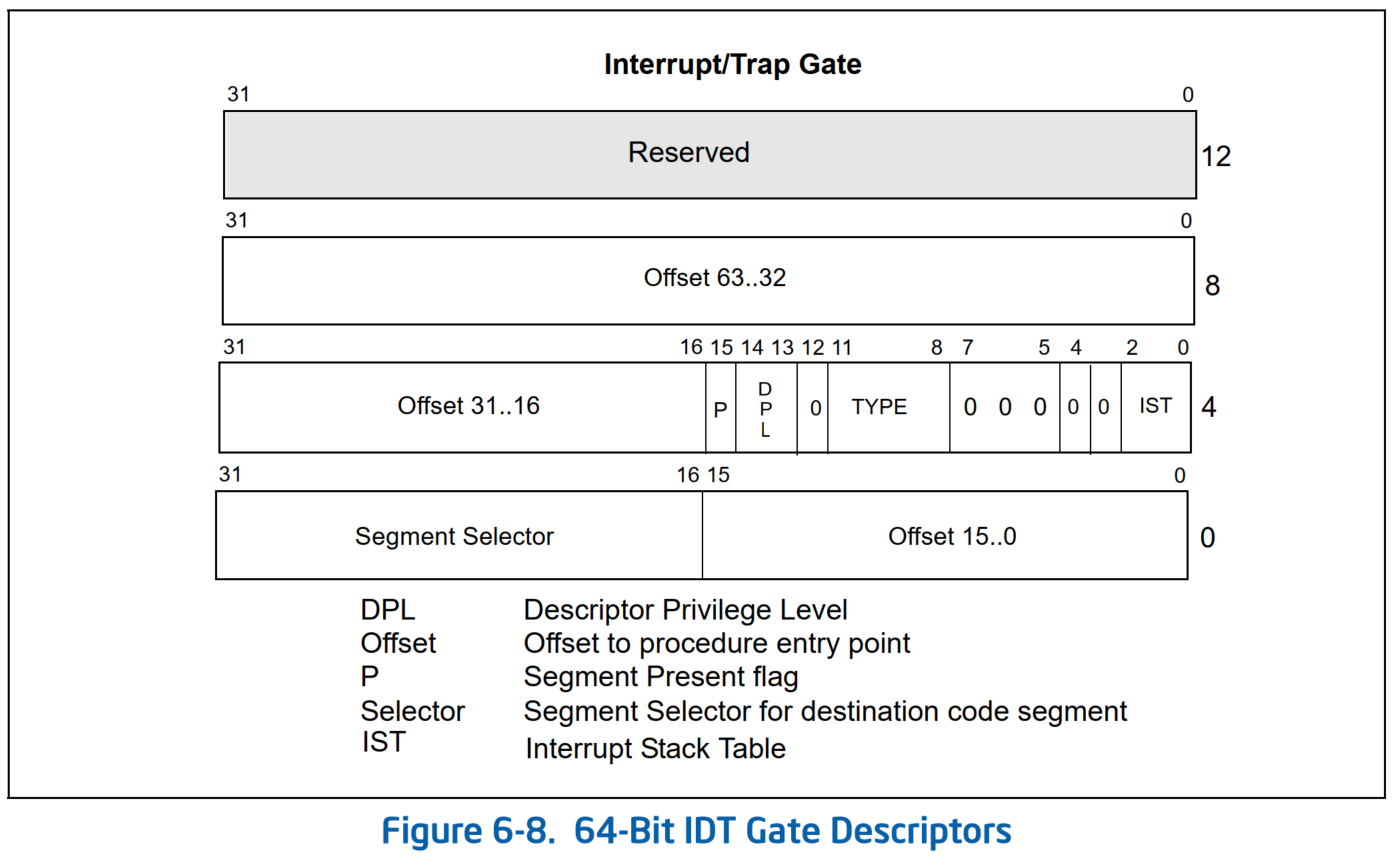 Interrupt/Trap Gate
31 0
Reserved 12
31 0
Offset 63..32 8
31 16 15 14 13 12 11 8 7 5 4 2 0
Offset 31..16 P DPL 0 TYPE 0 0 0 0 0 IST 4
31 16 15 0
Segment Selector Offset 15..0 0
DPL Descriptor Privilege Level
Offset Offset to procedure entry point
P Segment Present flag
Selector Segment Selector for destination code segment
IST Interrupt Stack Table
Figure 6-8. 64-Bit IDT Gate Descriptors